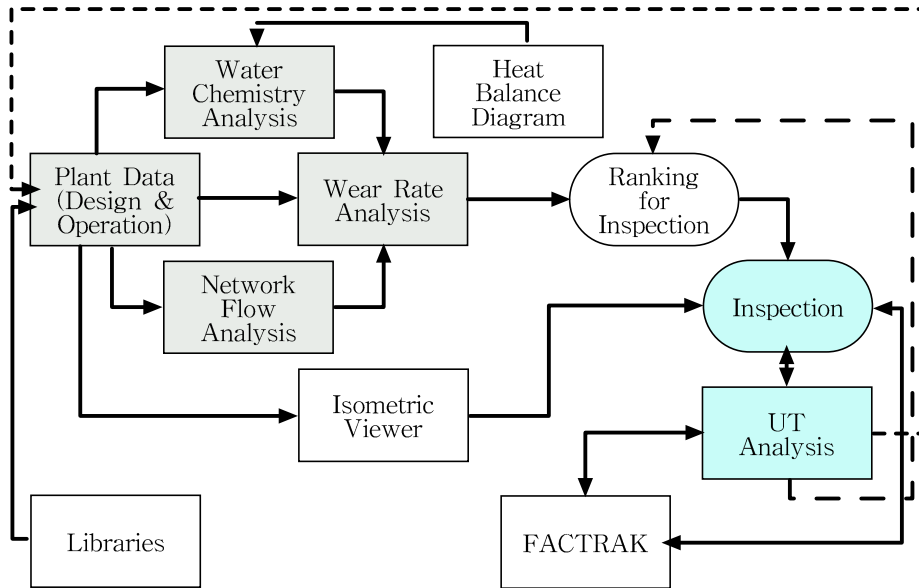 Water
Chemistry
Analysis
Heat
Balance
Diagram
Plant Data
(Design &
Operation)
Wear Rate
Analysis
Ranking
for
Inspection
Network
Flow
Analysis
Inspection
Isometric
Viewer
UT
Analysis
Libraries
FACTRAK